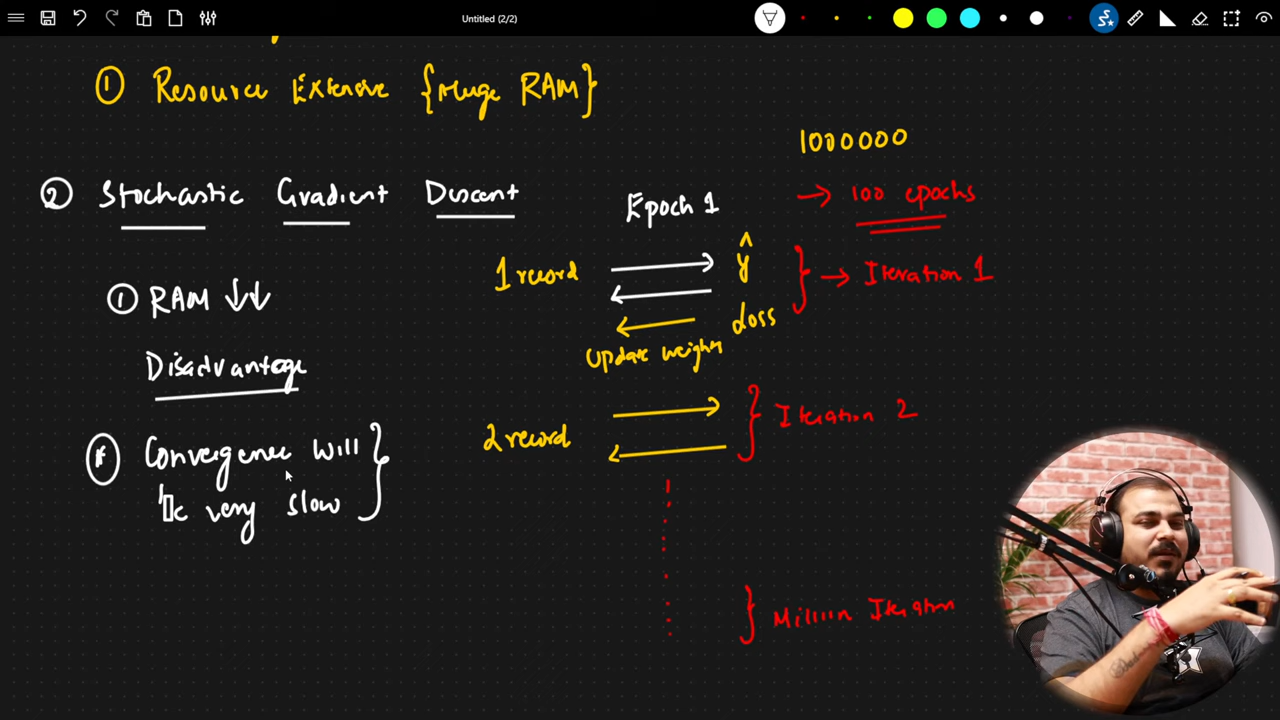 Untitled (2/2)
① Resource Extensive {Huge RAM}
1000000
② Stochastic Gradient Descent
Epoch 1
→ 100 epochs
1 record
ŷ
→ Iteration 1
① RAM ↓↓
Loss
Update weights
Disadvantage
2 record
Iteration 2
Convergence will
be very slow
Million Iteration